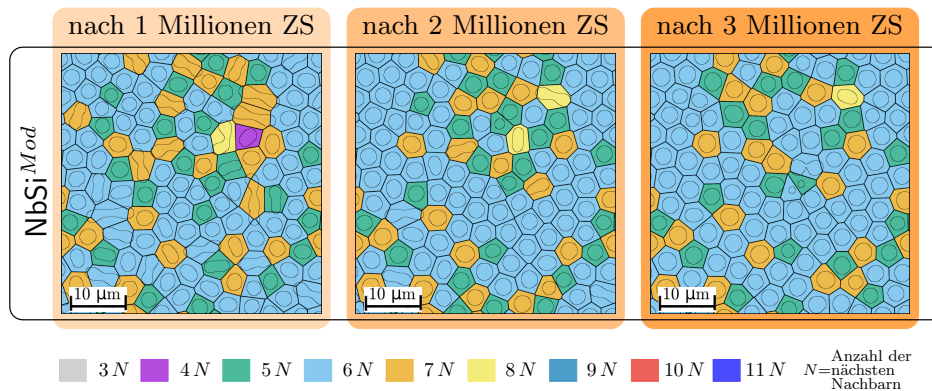 nach 1 Millionen ZS
nach 2 Millionen ZS
nach 3 Millionen ZS
NbSi^Mod
10 µm
10 µm
10 µm
3 N
4 N
5 N
6 N
7 N
8 N
9 N
10 N
11 N
N=Anzahl der
nächsten
Nachbarn